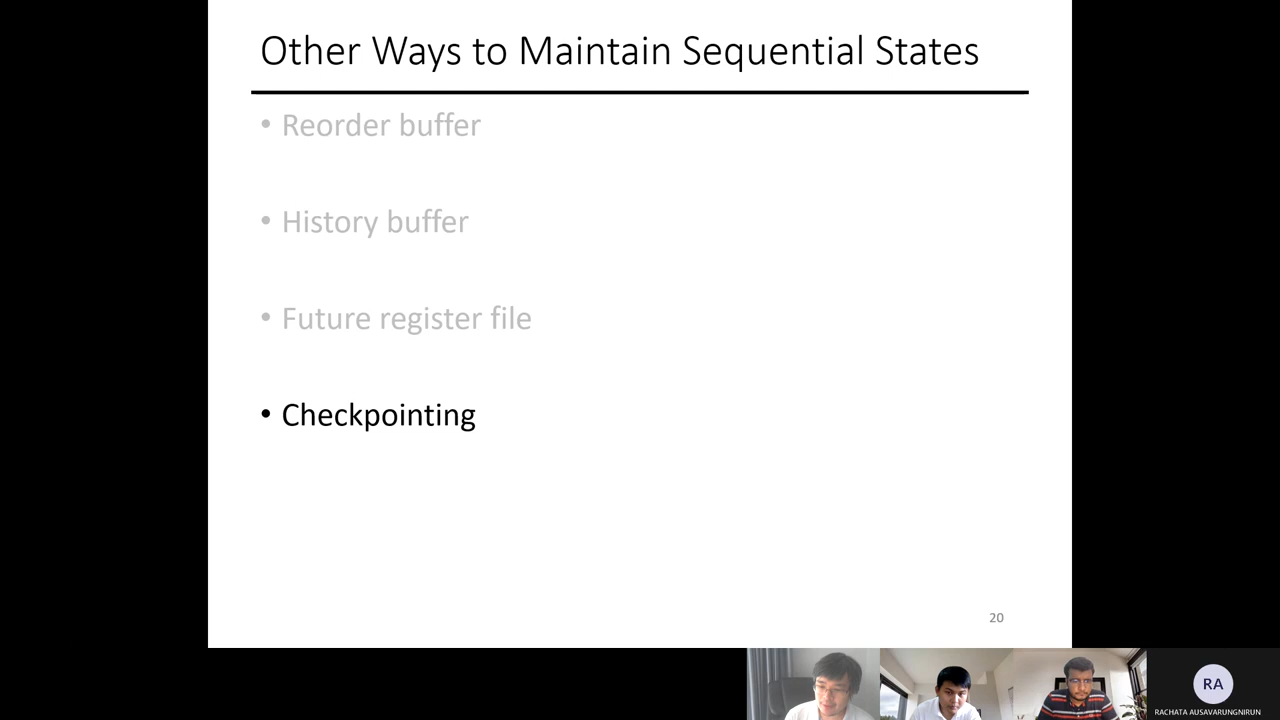 Other Ways to Maintain Sequential States
• Reorder buffer
• History buffer
• Future register file
• Checkpointing
20
RA
RACHATA AUSAVARUNGNIRUN